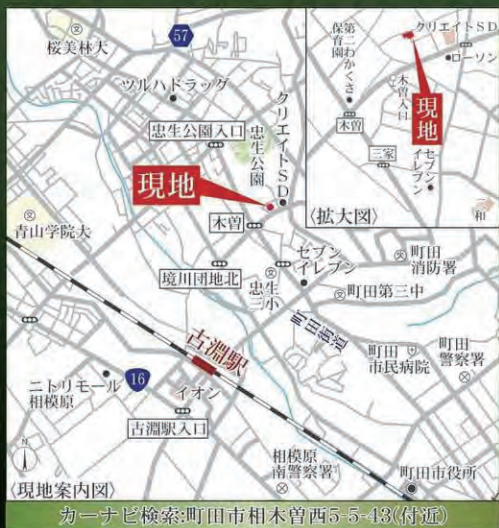 桜美林大
57
ツルハドラッグ
忠生公園入口
忠生公園
クリエイトSD
現地
木曽
青山学院大
境川団地北
忠生三小
セブンイレブン
町田消防署
町田第三中
町田街道
古淵駅
町田市民病院
町田警察署
ニトリモール相模原
16
イオン
古淵駅入口
相模原南警察署
町田市役所
N
〈現地案内図〉
第二わかくさ保育園
クリエイトSD
ローソン
木曽入口
現地
木曽
三家
セブンイレブン
和
〈拡大図〉
カーナビ検索:町田市相木曽西5-5-43(付近)